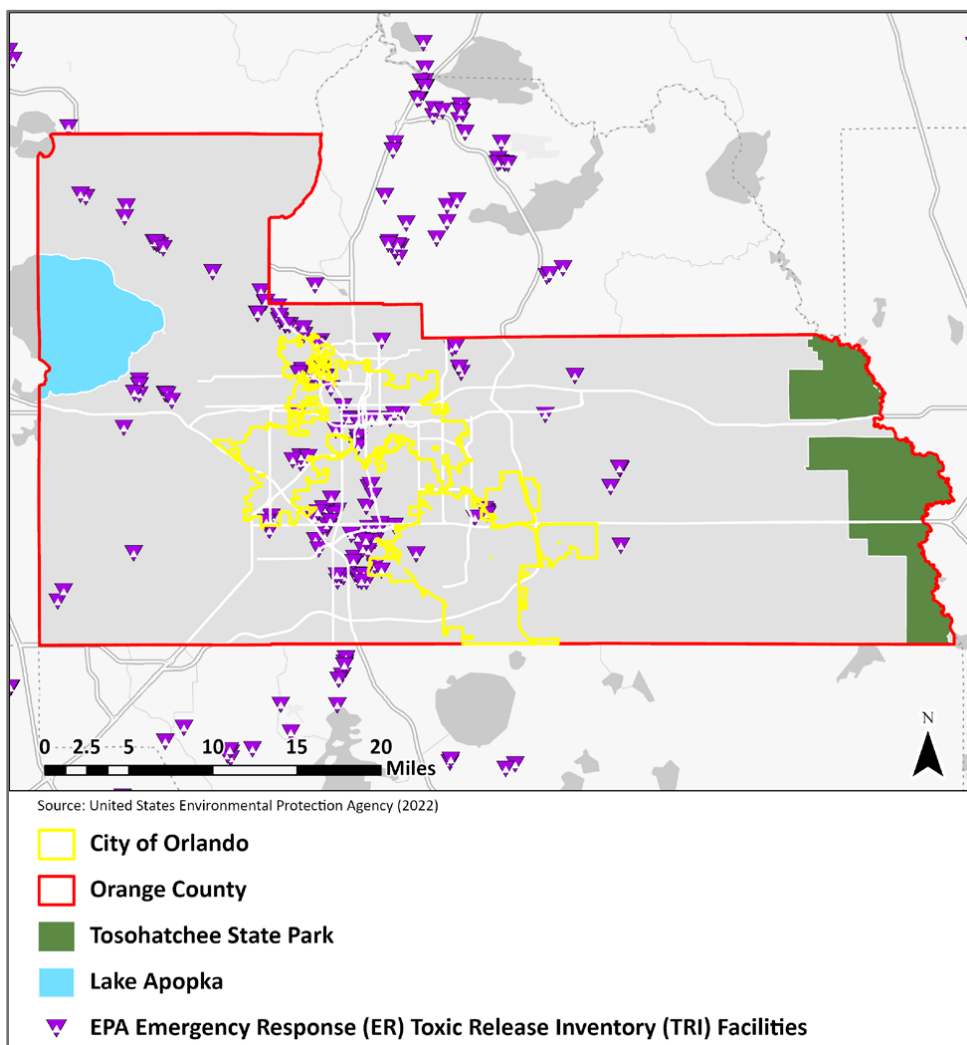 N
0 2.5 5 10 15 20
Miles
Source: United States Environmental Protection Agency (2022)
City of Orlando
Orange County
Tosohatchee State Park
Lake Apopka
EPA Emergency Response (ER) Toxic Release Inventory (TRI) Facilities